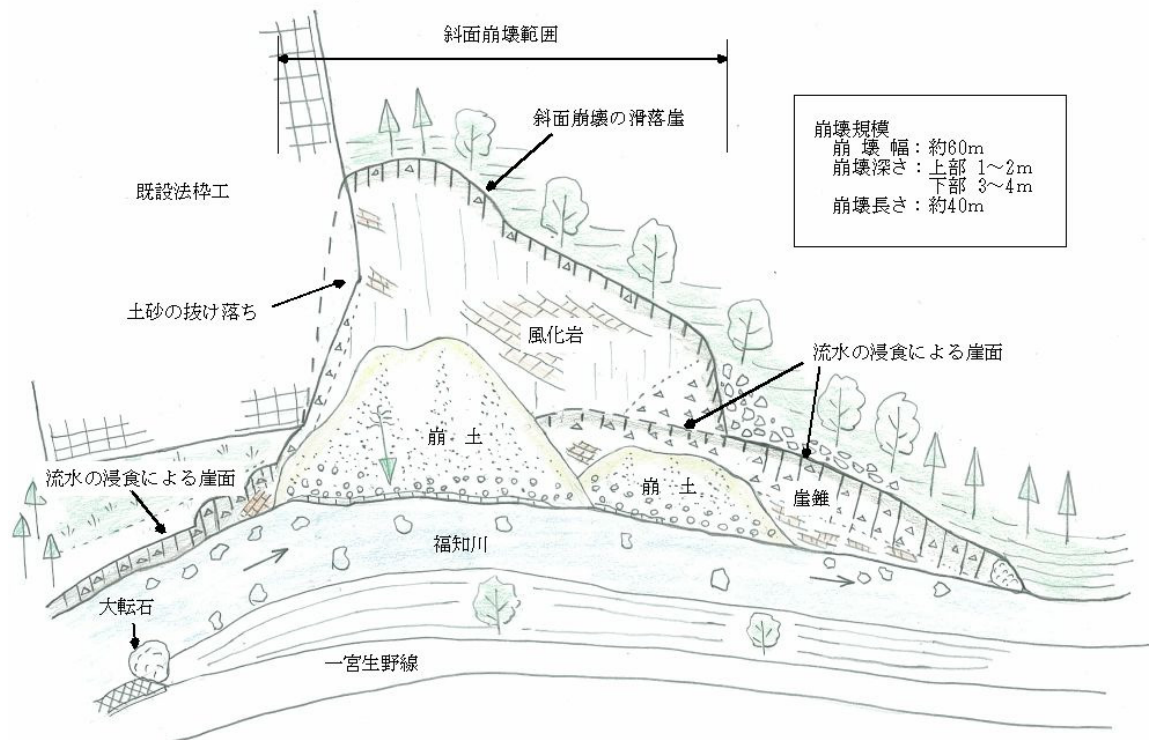 斜面崩壊範囲
斜面崩壊の滑落崖
崩壊規模
崩 壊 幅：約60m
崩壊深さ：上部 1～2m
下部 3～4m
崩壊長さ：約40m
既設法枠工
土砂の抜け落ち
風化岩
流水の浸食による崖面
崩 土
流水の浸食による崖面
崩 土
崖錐
福知川
大転石
一宮生野線